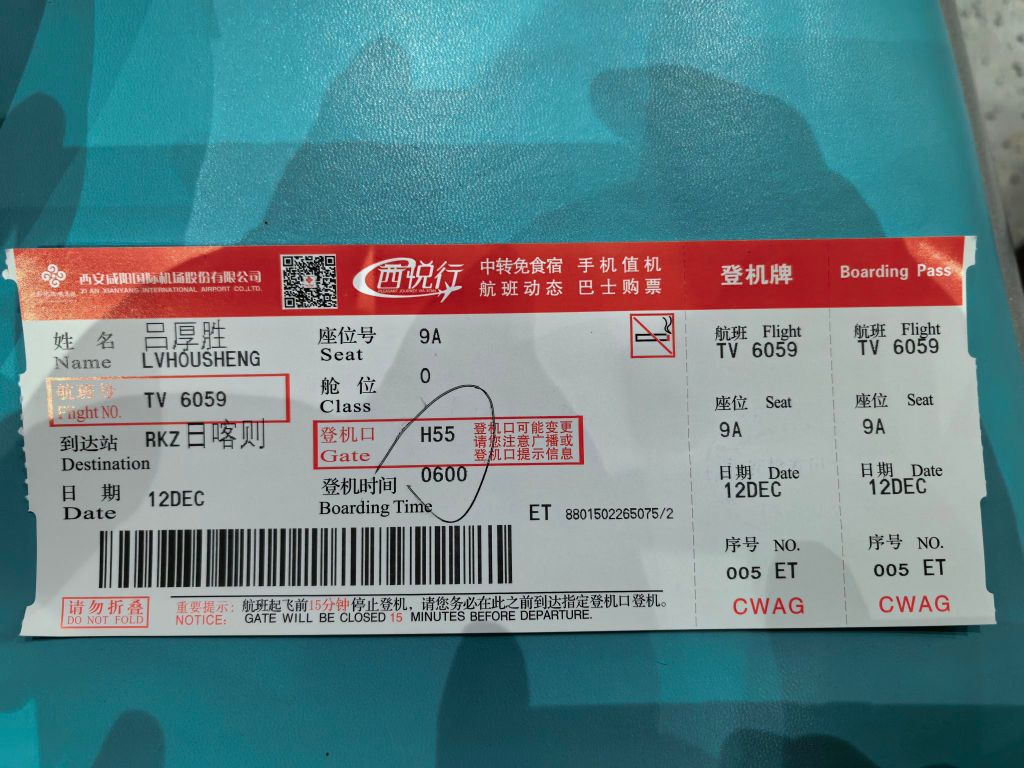 西安咸阳国际机场股份有限公司
XI AN XIANYANG INTERNATIONAL AIRPORT CO.,LTD.
西悦行
PLEASANT JOURNEY VIA XI'AN
中转免食宿 手机值机
航班动态 巴士购票
登机牌
Boarding Pass
姓 名 吕厚胜
Name LVHOUSHENG
航班号
Flight NO. TV 6059
到达站
Destination RKZ 日喀则
日 期
Date 12DEC
座位号
Seat 9A
舱 位
Class O
登机口
Gate H55
登机口可能变更
请您注意广播或
登机口提示信息
登机时间
Boarding Time 0600
ET 8801502265075/2
请勿折叠
DO NOT FOLD
重要提示：航班起飞前15分钟停止登机，请您务必在此之前到达指定登机口登机。
NOTICE: GATE WILL BE CLOSED 15 MINUTES BEFORE DEPARTURE.
航班 Flight
TV 6059
座位 Seat
9A
日期 Date
12DEC
序号 NO.
005 ET
CWAG
航班 Flight
TV 6059
座位 Seat
9A
日期 Date
12DEC
序号 NO.
005 ET
CWAG